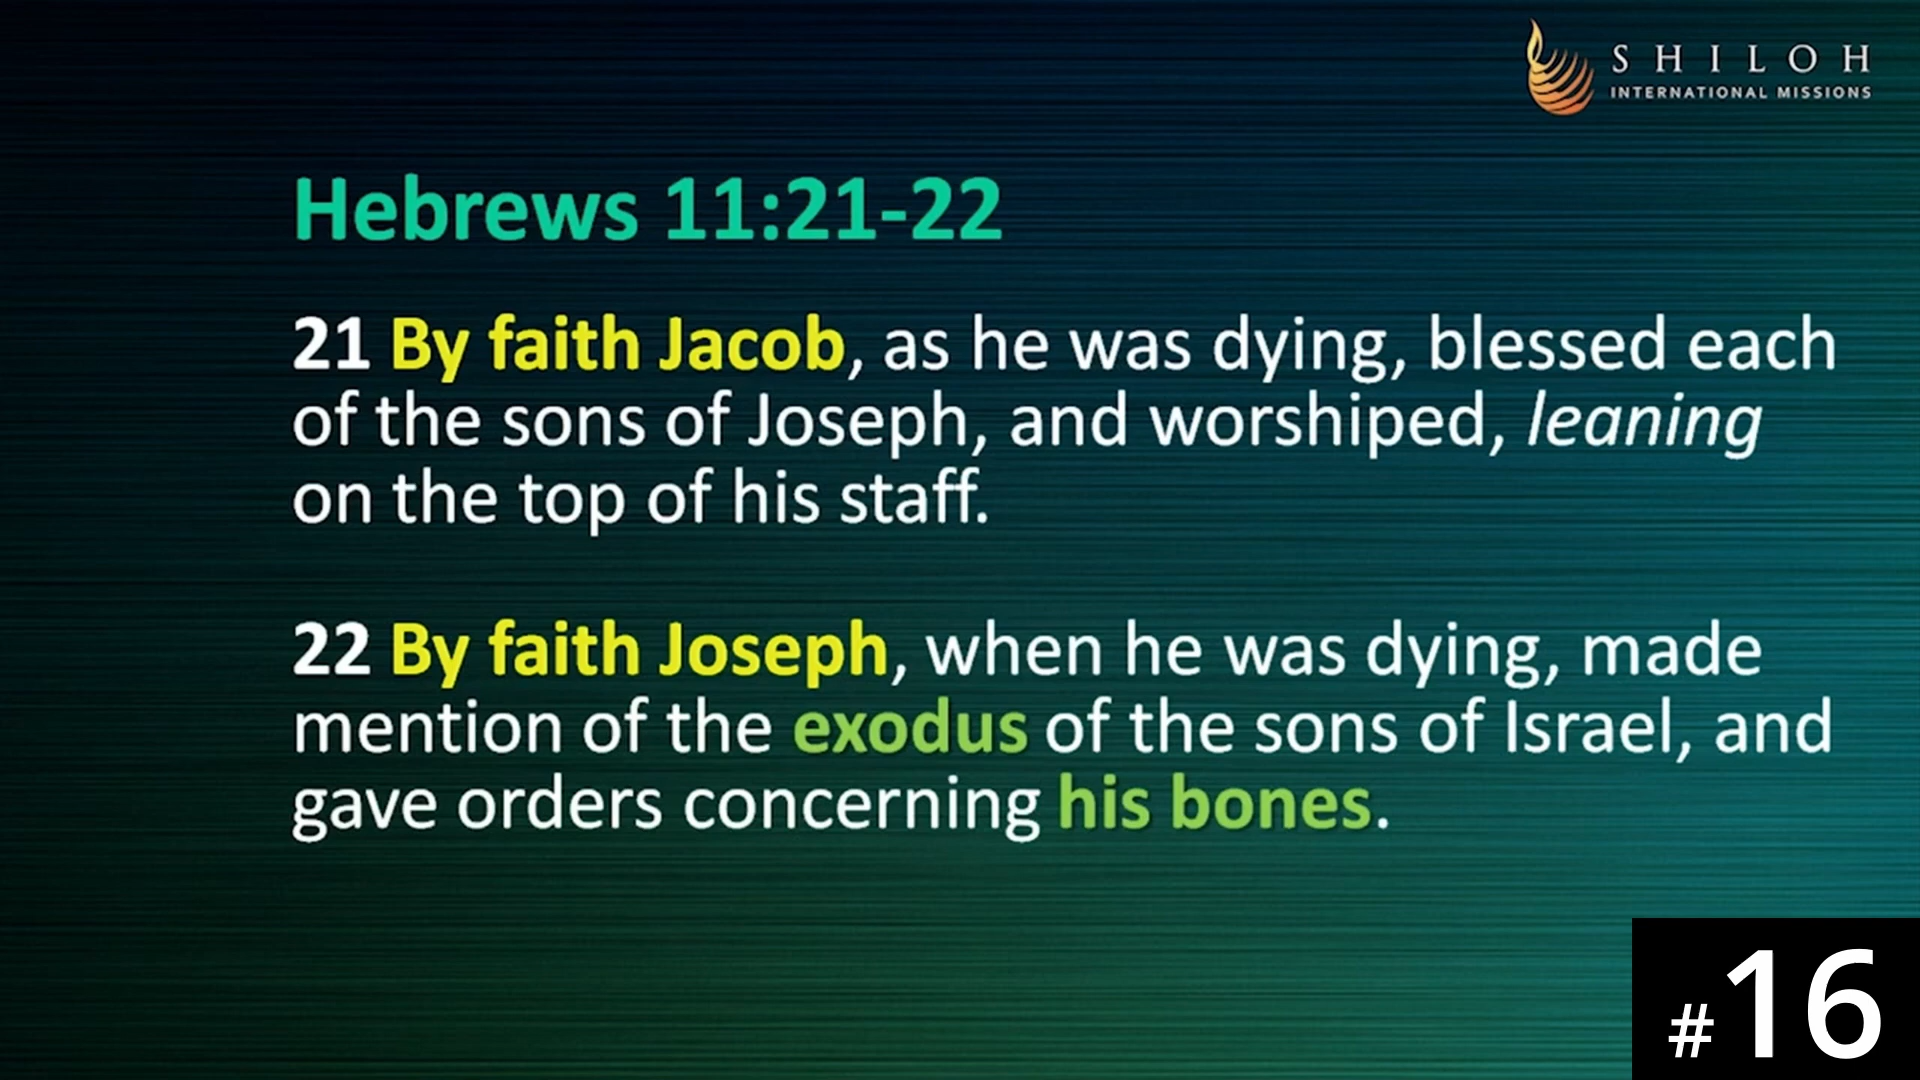 SHILOH
INTERNATIONAL MISSIONS
Hebrews 11:21-22
21 By faith Jacob, as he was dying, blessed each
of the sons of Joseph, and worshiped, leaning
on the top of his staff.
22 By faith Joseph, when he was dying, made
mention of the exodus of the sons of Israel, and
gave orders concerning his bones.
#16